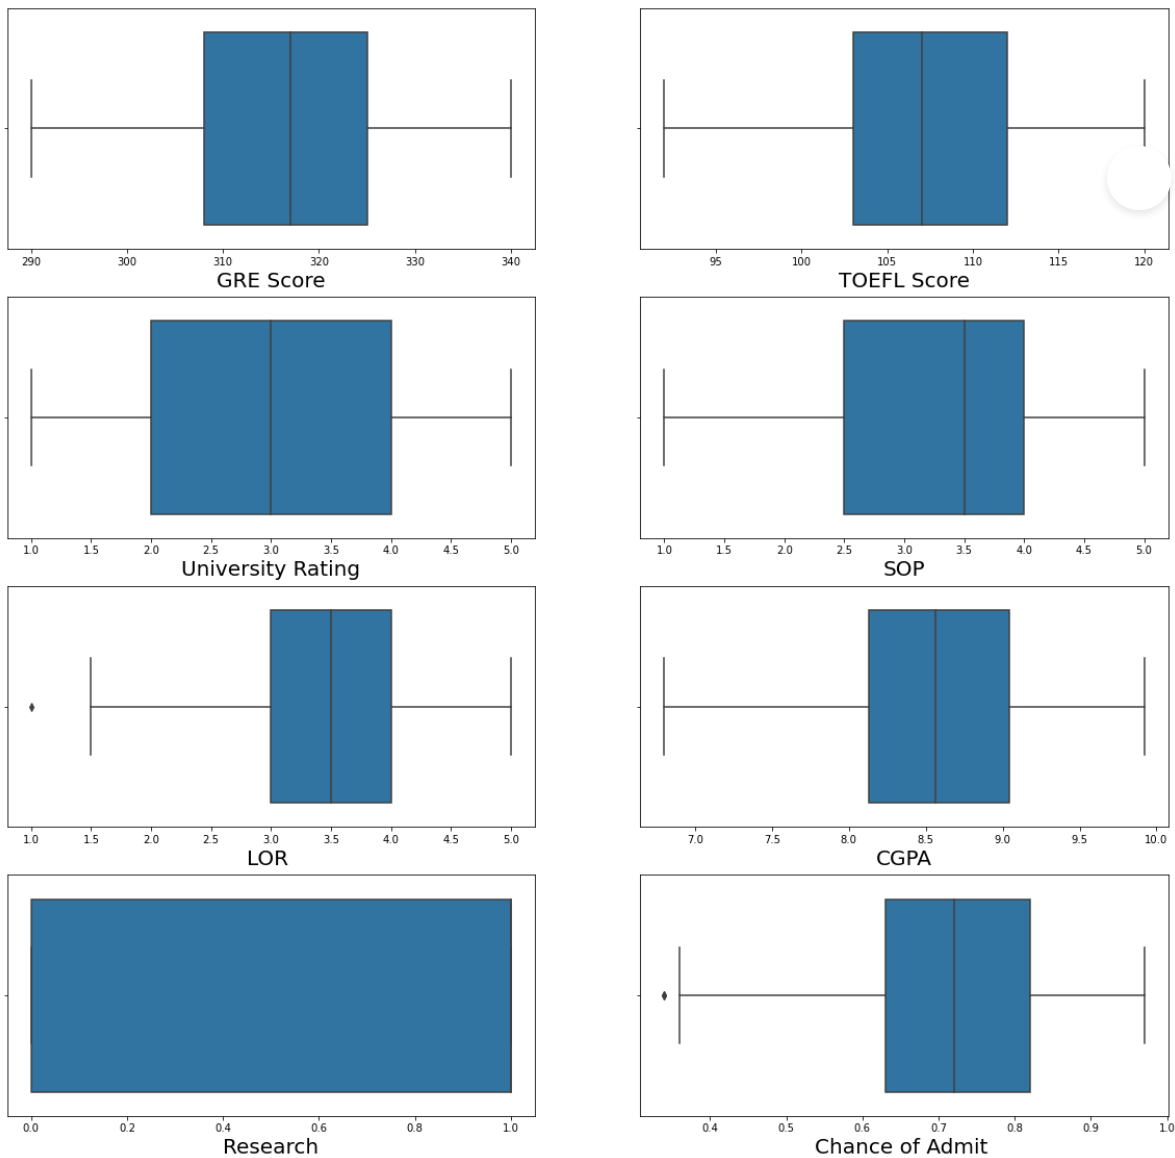 290 300 310 320 330 340
GRE Score
95 100 105 110 115 120
TOEFL Score
1.0 1.5 2.0 2.5 3.0 3.5 4.0 4.5 5.0
University Rating
1.0 1.5 2.0 2.5 3.0 3.5 4.0 4.5 5.0
SOP
1.0 1.5 2.0 2.5 3.0 3.5 4.0 4.5 5.0
LOR
7.0 7.5 8.0 8.5 9.0 9.5 10.0
CGPA
0.0 0.2 0.4 0.6 0.8 1.0
Research
0.4 0.5 0.6 0.7 0.8 0.9 1.0
Chance of Admit